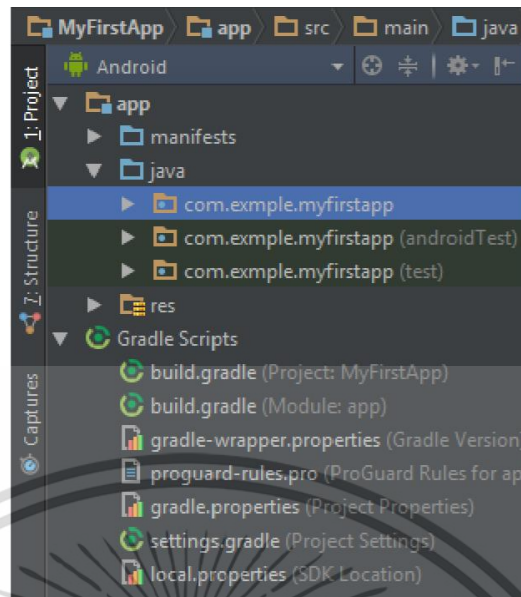 MyFirstApp app src main java
1: Project
Android
app
manifests
java
com.exmple.myfirstapp
com.exmple.myfirstapp (androidTest)
com.exmple.myfirstapp (test)
res
7: Structure
Gradle Scripts
build.gradle (Project: MyFirstApp)
build.gradle (Module: app)
gradle-wrapper.properties (Gradle Version)
proguard-rules.pro (ProGuard Rules for ap
gradle.properties (Project Properties)
settings.gradle (Project Settings)
local.properties (SDK Location)
Captures